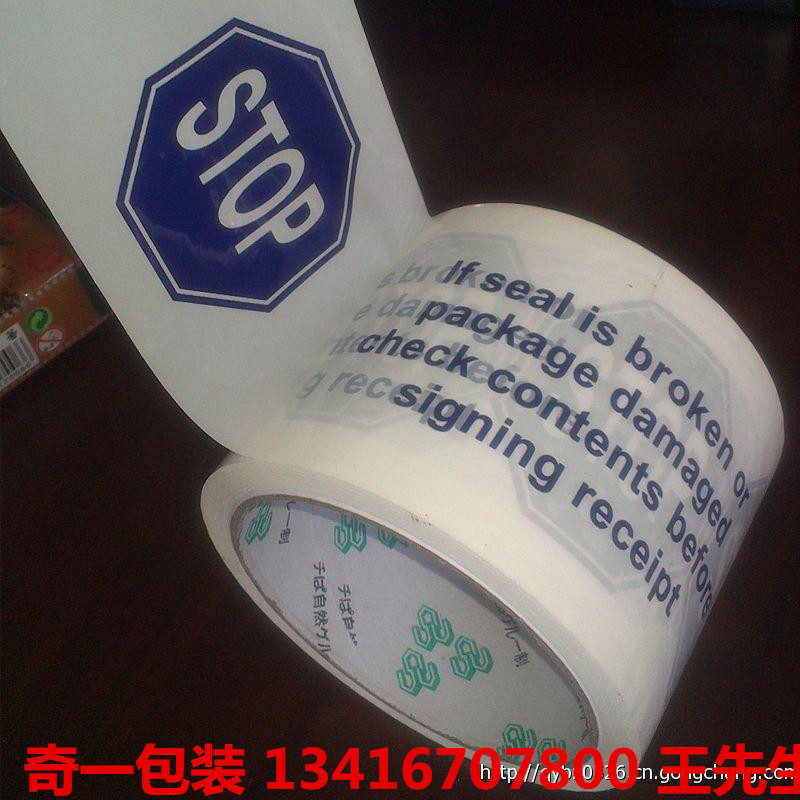 STOP
If seal is broken or
package damaged
check contents before
signing receipt
奇一包装 13416707800 王先生